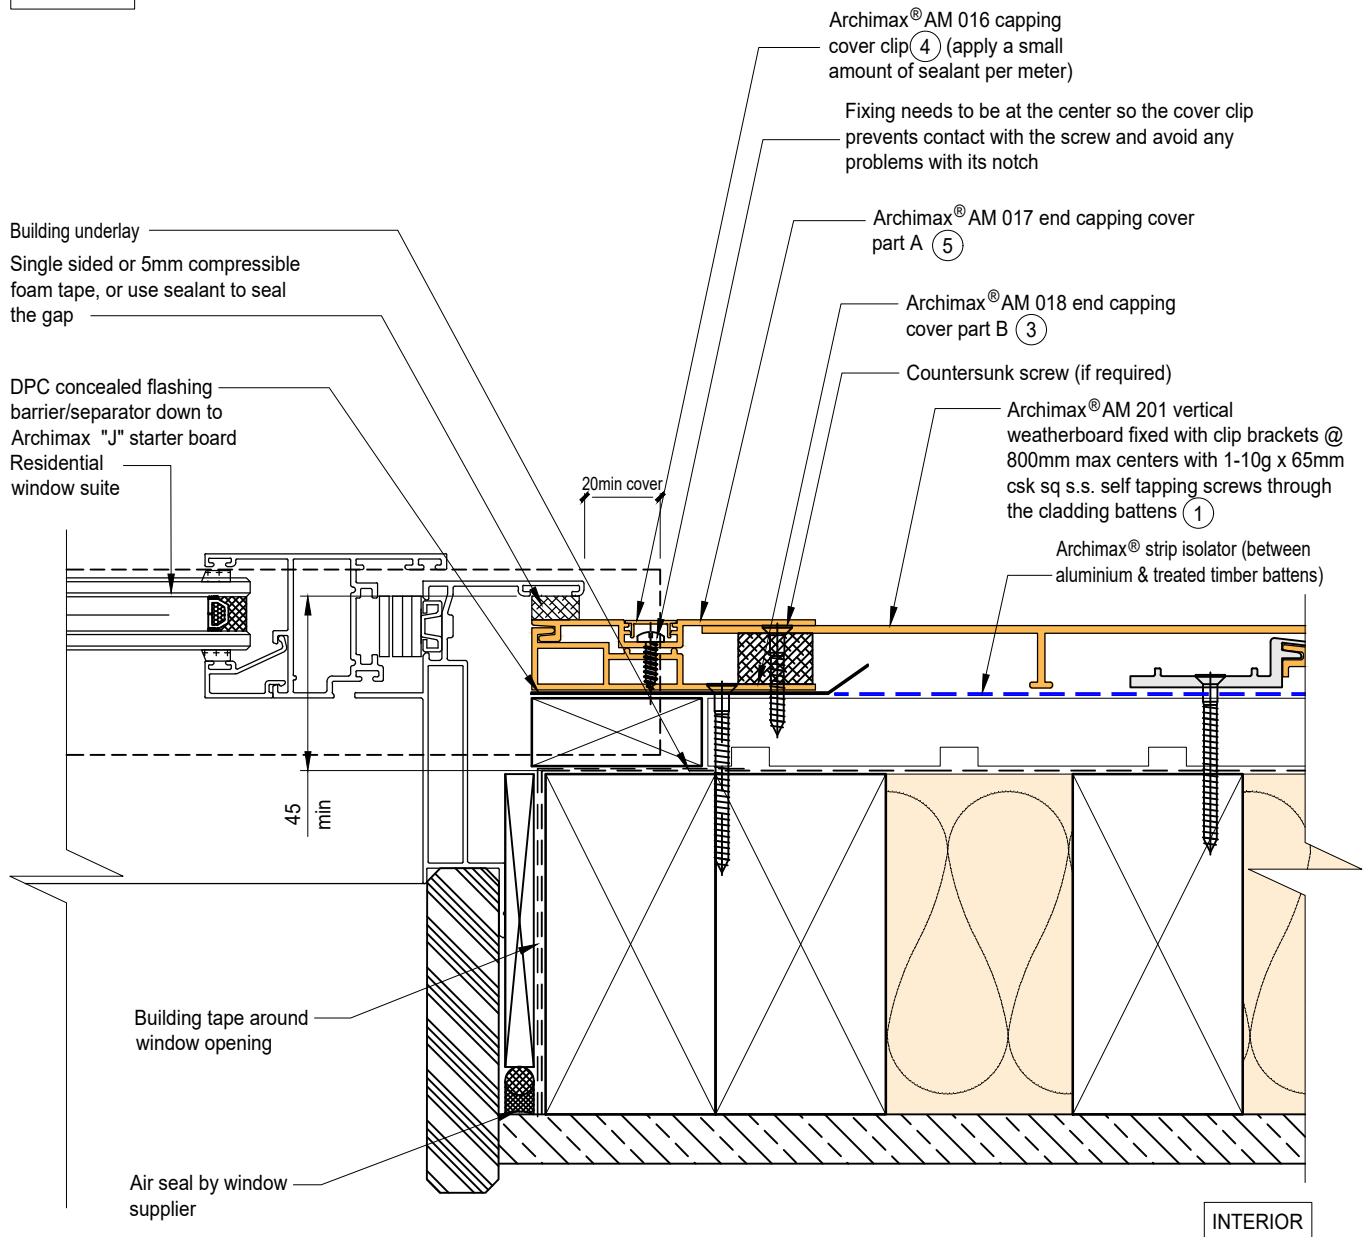 Archimax® AM 016 capping
cover clip 4 (apply a small
amount of sealant per meter)
Fixing needs to be at the center so the cover clip
prevents contact with the screw and avoid any
problems with its notch
Archimax® AM 017 end capping cover
part A 5
Archimax® AM 018 end capping
cover part B 3
Countersunk screw (if required)
Archimax® AM 201 vertical
weatherboard fixed with clip brackets @
800mm max centers with 1-10g x 65mm
csk sq s.s. self tapping screws through
the cladding battens 1
Archimax® strip isolator (between
aluminium & treated timber battens)
Building underlay
Single sided or 5mm compressible
foam tape, or use sealant to seal
the gap
DPC concealed flashing
barrier/separator down to
Archimax "J" starter board
Residential
window suite
20min cover
45
min
Building tape around
window opening
Air seal by window
supplier
INTERIOR